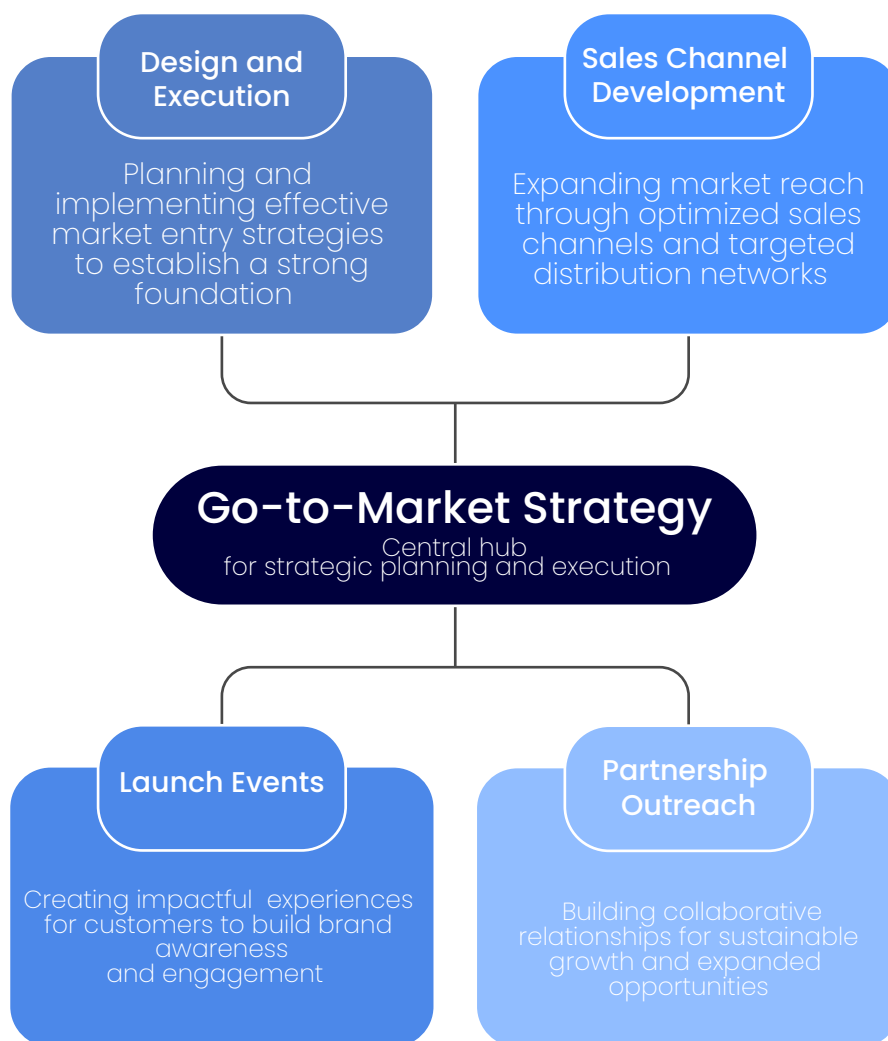 Design and
Execution
Planning and
implementing effective
market entry strategies
to establish a strong
foundation
Sales Channel
Development
Expanding market reach
through optimized sales
channels and targeted
distribution networks
Go-to-Market Strategy
Central hub
for strategic planning and execution
Launch Events
Creating impactful experiences
for customers to build brand
awareness
and engagement
Partnership
Outreach
Building collaborative
relationships for sustainable
growth and expanded
opportunities